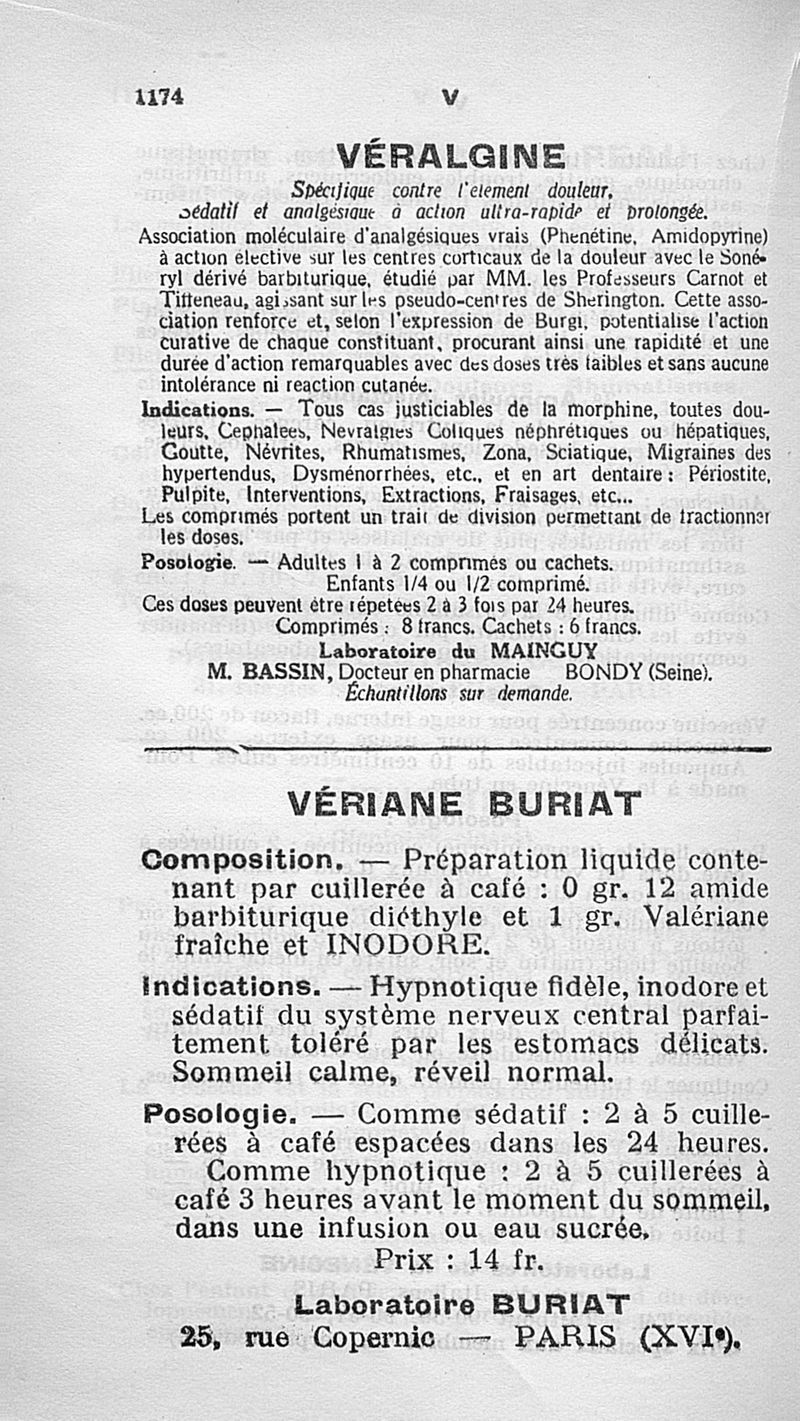 1174 V
VÉRALGINE
Spécifique contre l'element douleur,
sédatif et analgésique à action ultra-rapide et prolongée.
Association moléculaire d'analgésiques vrais (Phenétine, Amidopyrine)
à action élective sur les centres corticaux de la douleur avec le Soné-
ryl dérivé barbiturique, étudié par MM. les Professeurs Carnot et
Tiffeneau, agissant sur les pseudo-centres de Sherington. Cette asso-
ciation renforce et, selon l'expression de Burgi, potentialise l'action
curative de chaque constituant, procurant ainsi une rapidité et une
durée d'action remarquables avec des doses très faibles et sans aucune
intolérance ni reaction cutanée.
Indications. — Tous cas justiciables de la morphine, toutes dou-
leurs, Cephalees, Nevralgies Coliques néphrétiques ou hépatiques,
Goutte, Névrites, Rhumatismes, Zona, Sciatique, Migraines des
hypertendus, Dysménorrhées, etc., et en art dentaire : Périostite,
Pulpite, Interventions, Extractions, Fraisages, etc...
Les comprimés portent un trait de division permettant de fractionner
les doses.
Posologie. — Adultes 1 à 2 comprimés ou cachets.
Enfants 1/4 ou 1/2 comprimé.
Ces doses peuvent être répetées 2 à 3 fois par 24 heures.
Comprimés : 8 francs. Cachets : 6 francs.
Laboratoire du MAINGUY
M. BASSIN, Docteur en pharmacie BONDY (Seine).
Échantillons sur demande.
VÉRIANE BURIAT
Composition. — Préparation liquide conte-
nant par cuillerée à café : 0 gr. 12 amide
barbiturique diéthyle et 1 gr. Valériane
fraîche et INODORE.
Indications. — Hypnotique fidèle, inodore et
sédatif du système nerveux central parfai-
tement toléré par les estomacs délicats.
Sommeil calme, réveil normal.
Posologie. — Comme sédatif : 2 à 5 cuille-
rées à café espacées dans les 24 heures.
Comme hypnotique : 2 à 5 cuillerées à
café 3 heures avant le moment du sommeil,
dans une infusion ou eau sucrée.
Prix : 14 fr.
Laboratoire BURIAT
25, rue Copernic — PARIS (XVIe).